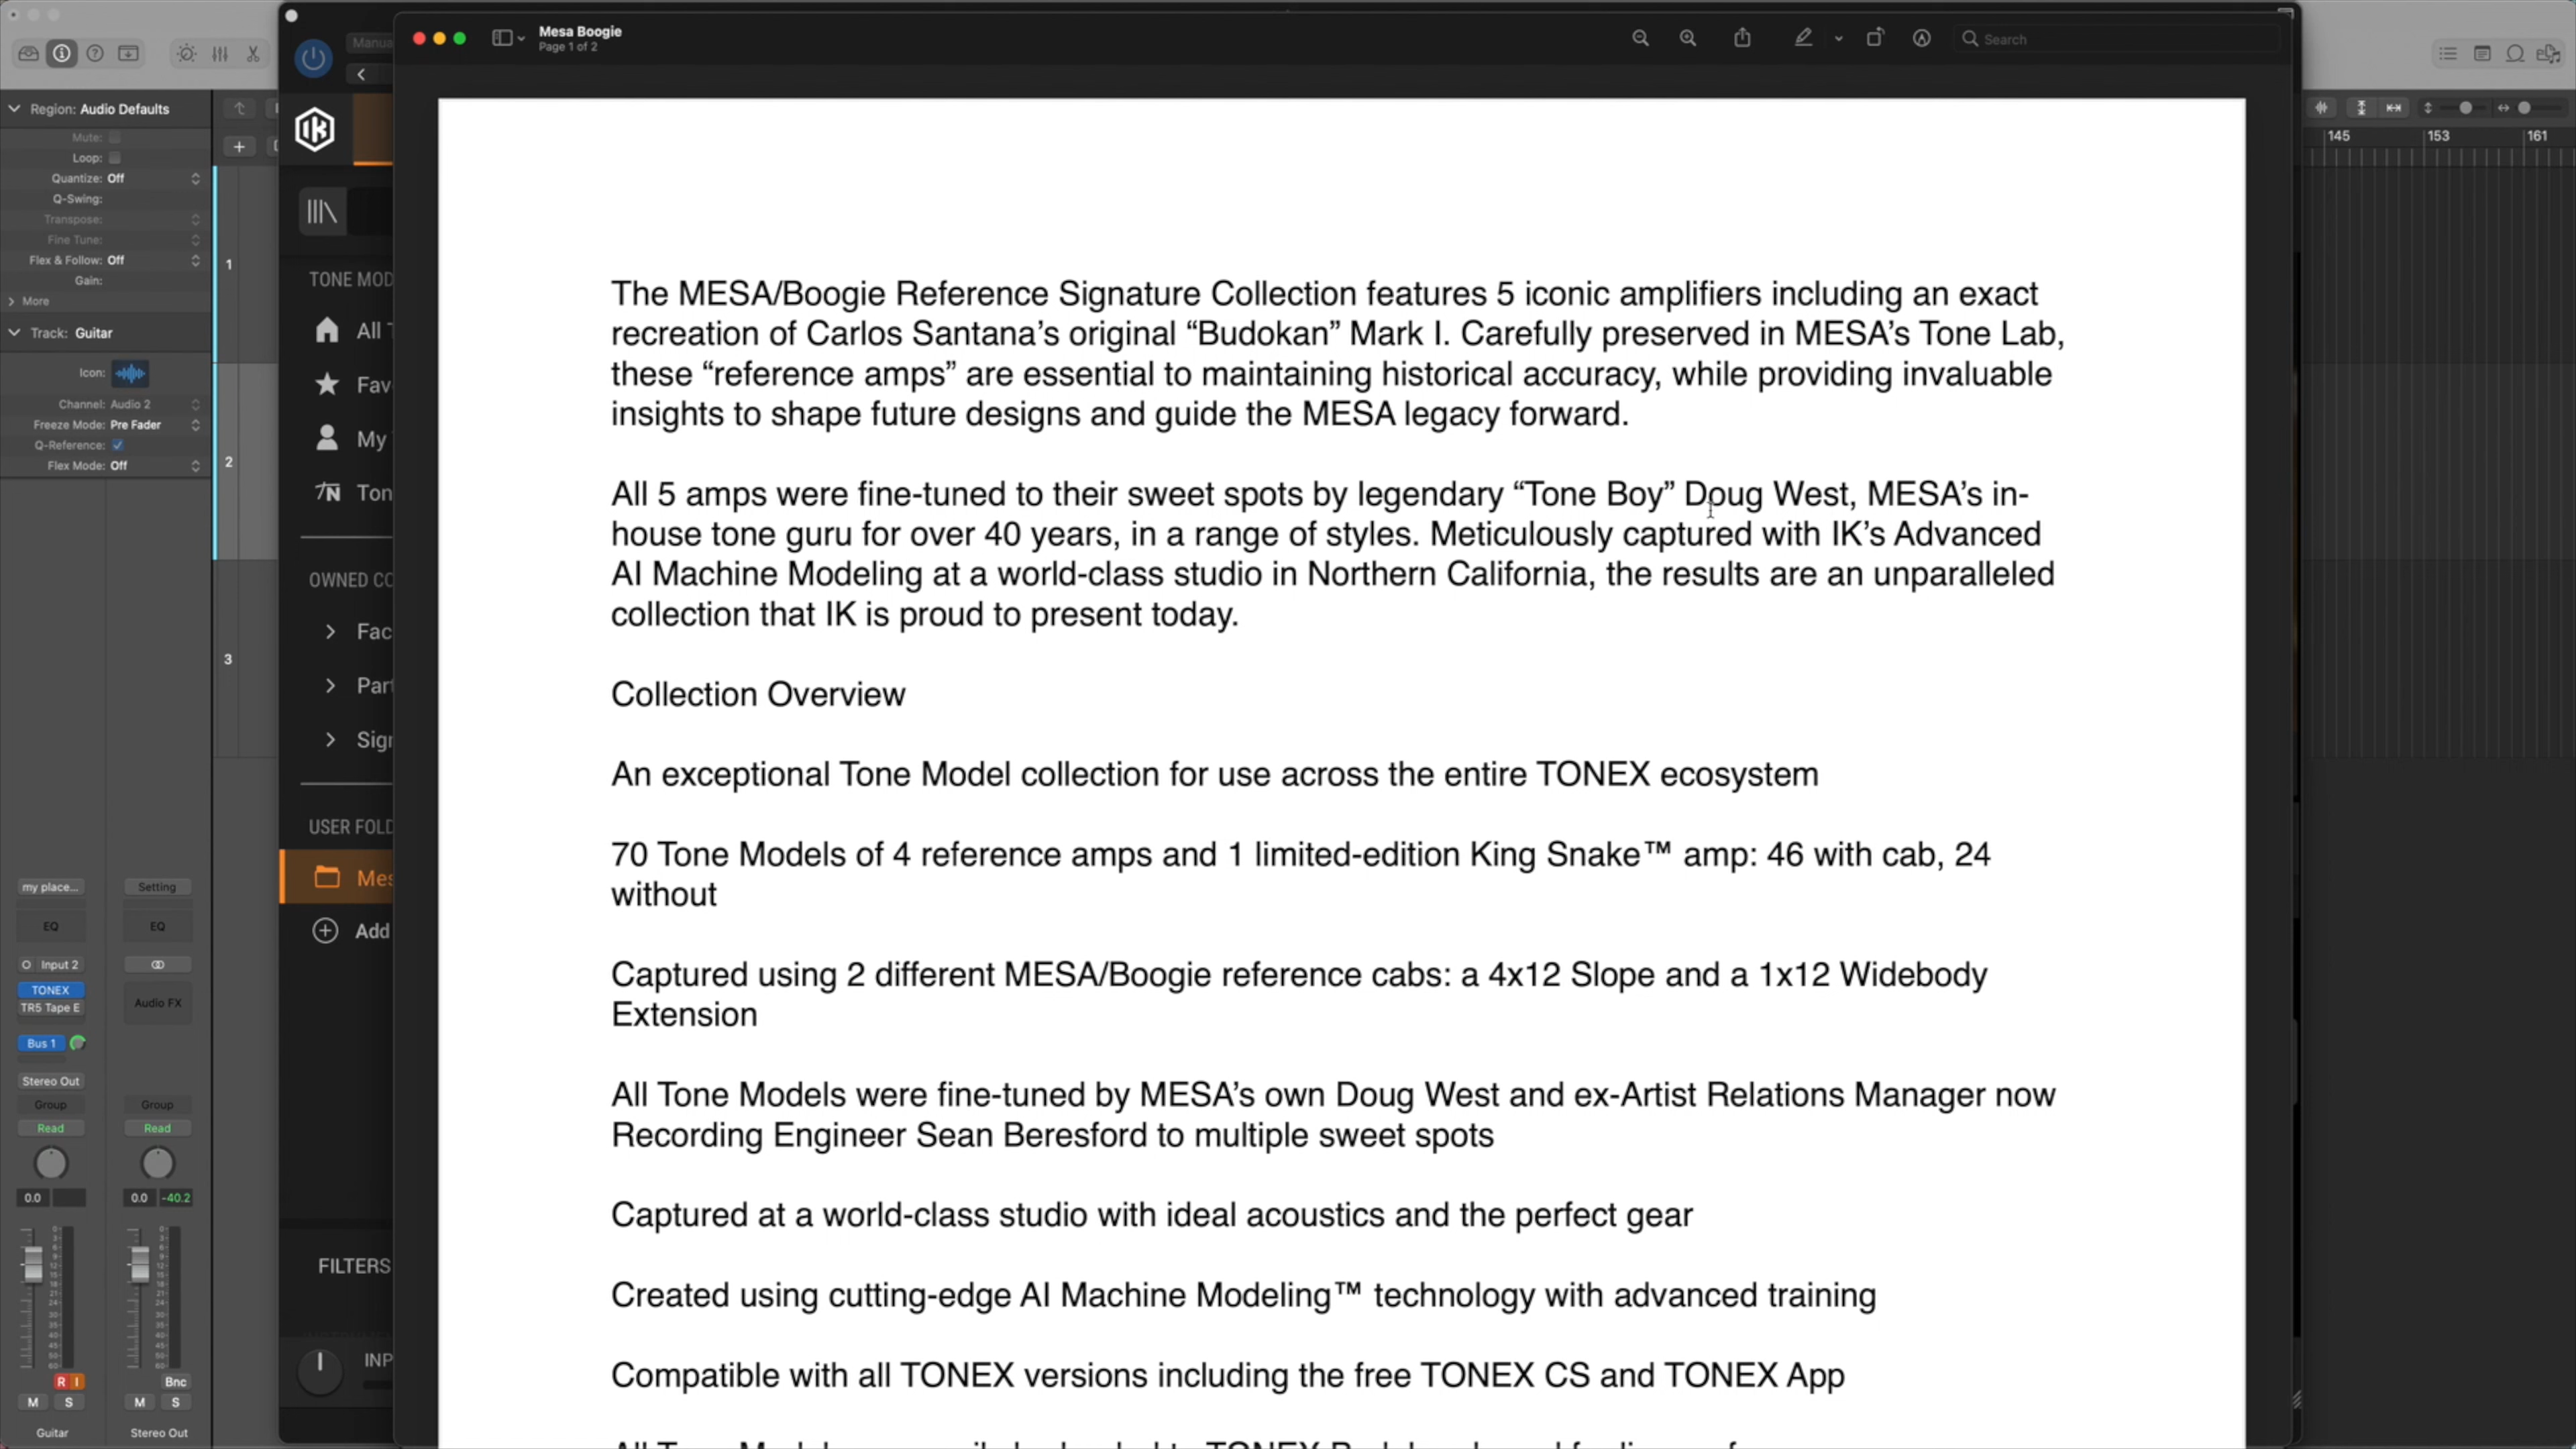 Manua
Mesa Boogie
Page 1 of 2
Search
Region: Audio Defaults
Mute:
Loop:
Quantize: Off
Q-Swing:
Transpose:
Fine Tune:
Flex & Follow: Off
Gain:
More
Track: Guitar
Icon:
Channel: Audio 2
Freeze Mode: Pre Fader
Q-Reference:
Flex Mode: Off
1
2
3
145 153 161
IK
TONE MOD
All T
Fav
My
Ton
OWNED CO
Fac
Part
Sign
USER FOLD
Mes
Add
FILTERS
INP
The MESA/Boogie Reference Signature Collection features 5 iconic amplifiers including an exact
recreation of Carlos Santana’s original “Budokan” Mark I. Carefully preserved in MESA’s Tone Lab,
these “reference amps” are essential to maintaining historical accuracy, while providing invaluable
insights to shape future designs and guide the MESA legacy forward.
All 5 amps were fine-tuned to their sweet spots by legendary “Tone Boy” Doug West, MESA’s in-
house tone guru for over 40 years, in a range of styles. Meticulously captured with IK’s Advanced
AI Machine Modeling at a world-class studio in Northern California, the results are an unparalleled
collection that IK is proud to present today.
Collection Overview
An exceptional Tone Model collection for use across the entire TONEX ecosystem
70 Tone Models of 4 reference amps and 1 limited-edition King Snake™ amp: 46 with cab, 24
without
Captured using 2 different MESA/Boogie reference cabs: a 4x12 Slope and a 1x12 Widebody
Extension
All Tone Models were fine-tuned by MESA’s own Doug West and ex-Artist Relations Manager now
Recording Engineer Sean Beresford to multiple sweet spots
Captured at a world-class studio with ideal acoustics and the perfect gear
Created using cutting-edge AI Machine Modeling™ technology with advanced training
Compatible with all TONEX versions including the free TONEX CS and TONEX App
my place... Setting
EQ EQ
Input 2
TONEX
TR5 Tape E
Audio FX
Bus 1
Stereo Out
Group Group
Read Read
0.0 0.0 -40.2
R I Bnc
M S M S
Guitar Stereo Out